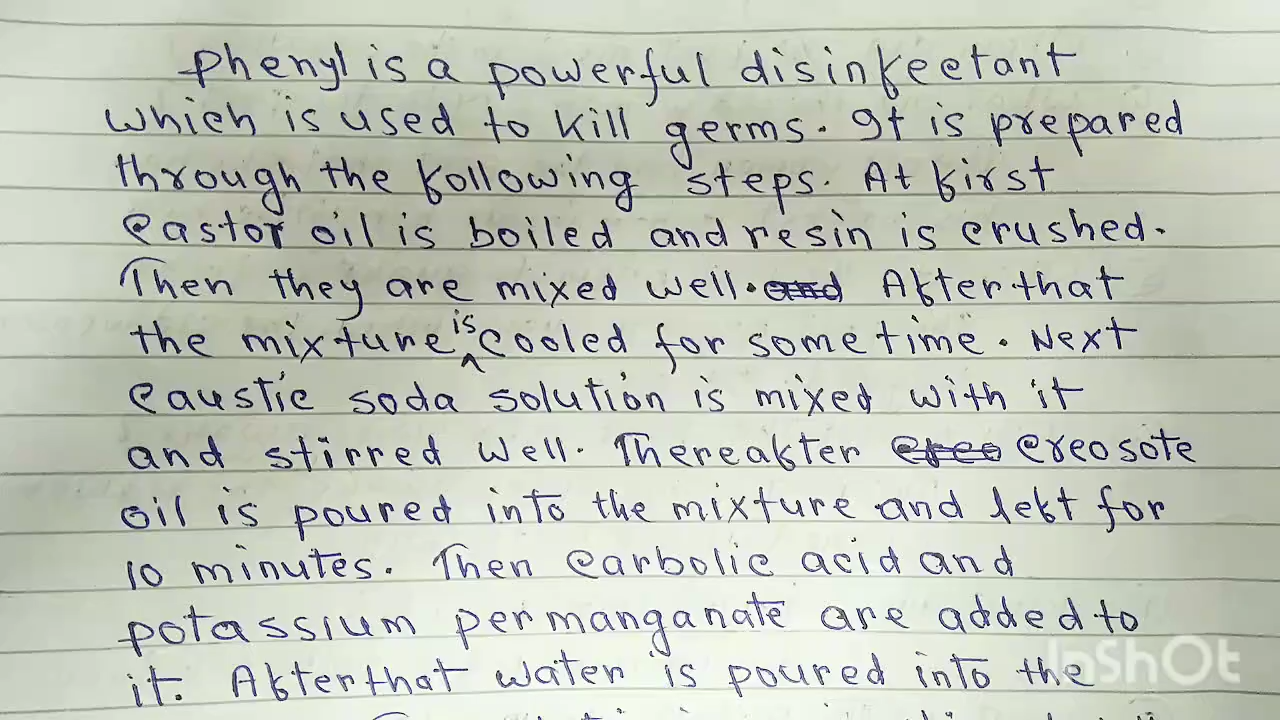 Phenyl is a powerful disinfectant
which is used to kill germs. It is prepared
through the following steps. At first
castor oil is boiled and resin is crushed.
Then they are mixed well. and After that
the mixture is cooled for some time. Next
caustic soda solution is mixed with it
and stirred well. Thereafter creo creosote
oil is poured into the mixture and left for
10 minutes. Then carbolic acid and
potassium permanganate are added to
it. After that water is poured into the
InShOt